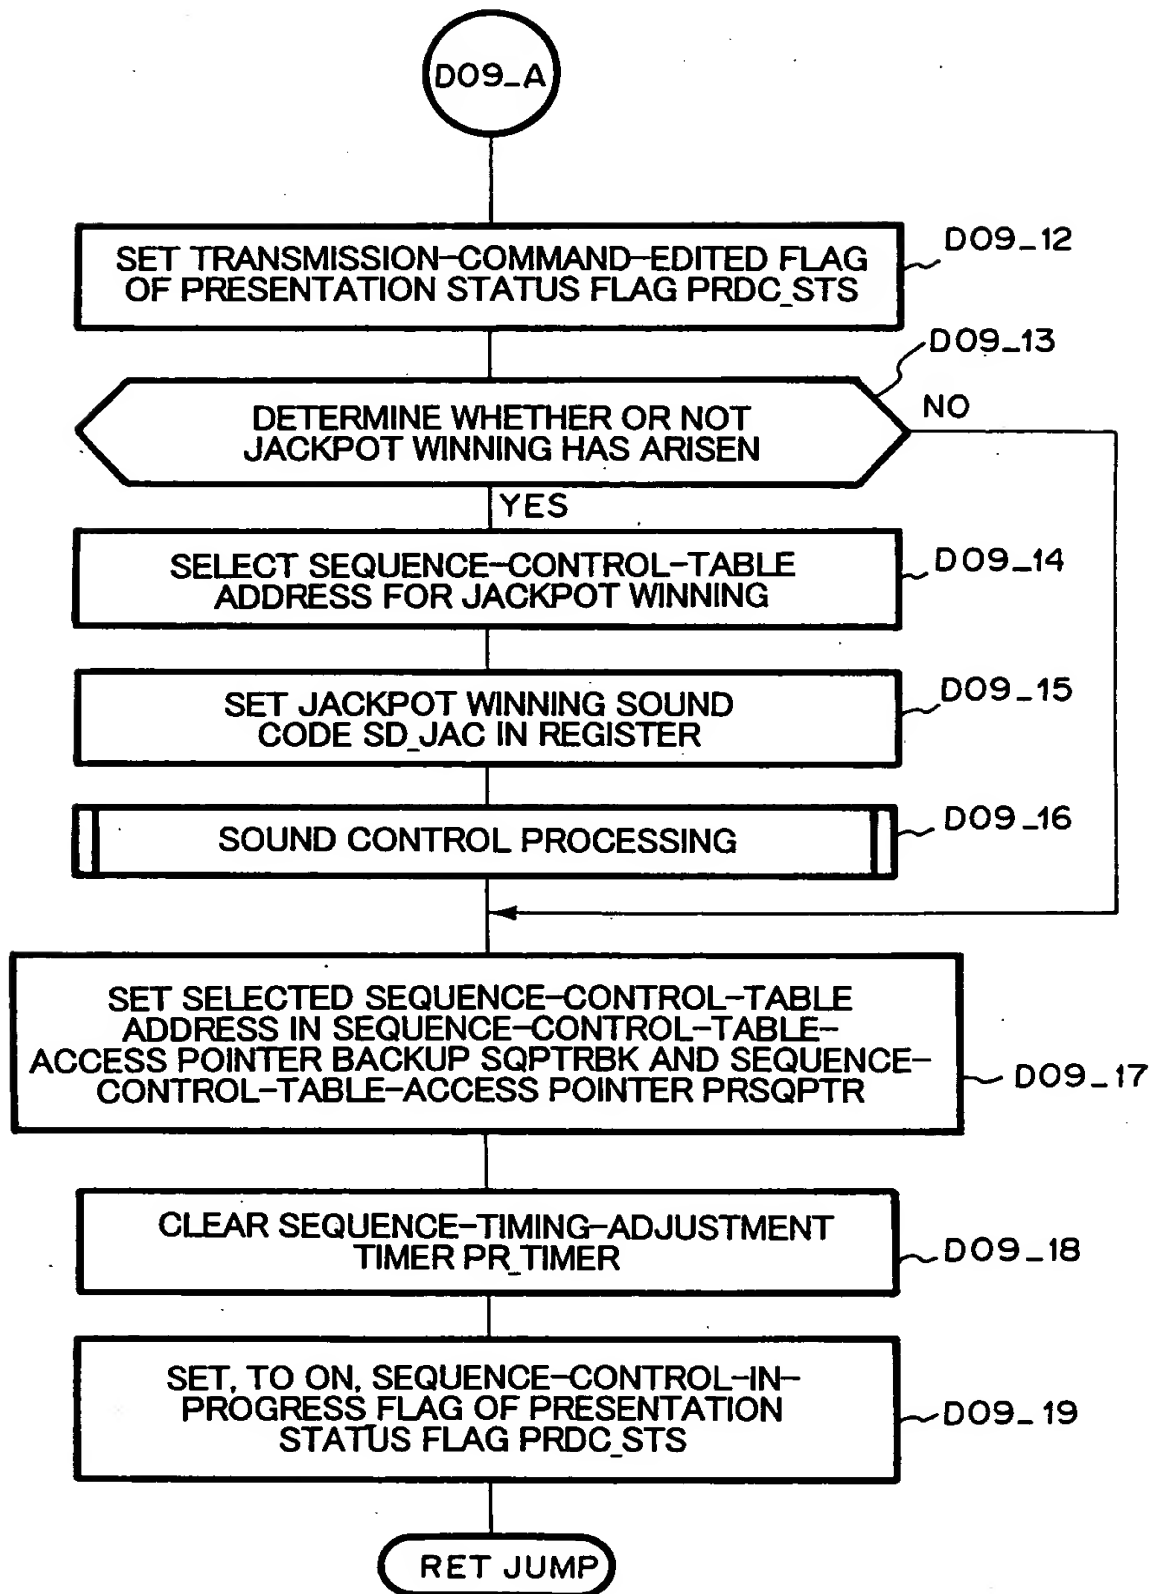 D09_A
SET TRANSMISSION-COMMAND-EDITED FLAG
OF PRESENTATION STATUS FLAG PRDC_STS
D09_12
D09_13
DETERMINE WHETHER OR NOT
JACKPOT WINNING HAS ARISEN
NO
YES
SELECT SEQUENCE-CONTROL-TABLE
ADDRESS FOR JACKPOT WINNING
D09_14
SET JACKPOT WINNING SOUND
CODE SD_JAC IN REGISTER
D09_15
SOUND CONTROL PROCESSING
D09_16
SET SELECTED SEQUENCE-CONTROL-TABLE
ADDRESS IN SEQUENCE-CONTROL-TABLE-
ACCESS POINTER BACKUP SQPTRBK AND SEQUENCE-
CONTROL-TABLE-ACCESS POINTER PRSQPTR
D09_17
CLEAR SEQUENCE-TIMING-ADJUSTMENT
TIMER PR_TIMER
D09_18
SET, TO ON, SEQUENCE-CONTROL-IN-
PROGRESS FLAG OF PRESENTATION
STATUS FLAG PRDC_STS
D09_19
RET JUMP